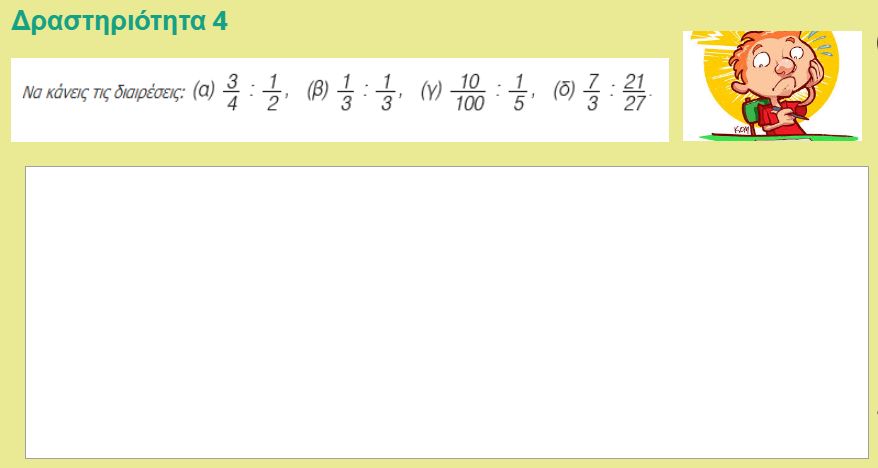 Δραστηριότητα 4
Να κάνεις τις διαιρέσεις: (α) 3/4 : 1/2, (β) 1/3 : 1/3, (γ) 10/100 : 1/5, (δ) 7/3 : 21/27.
KOM